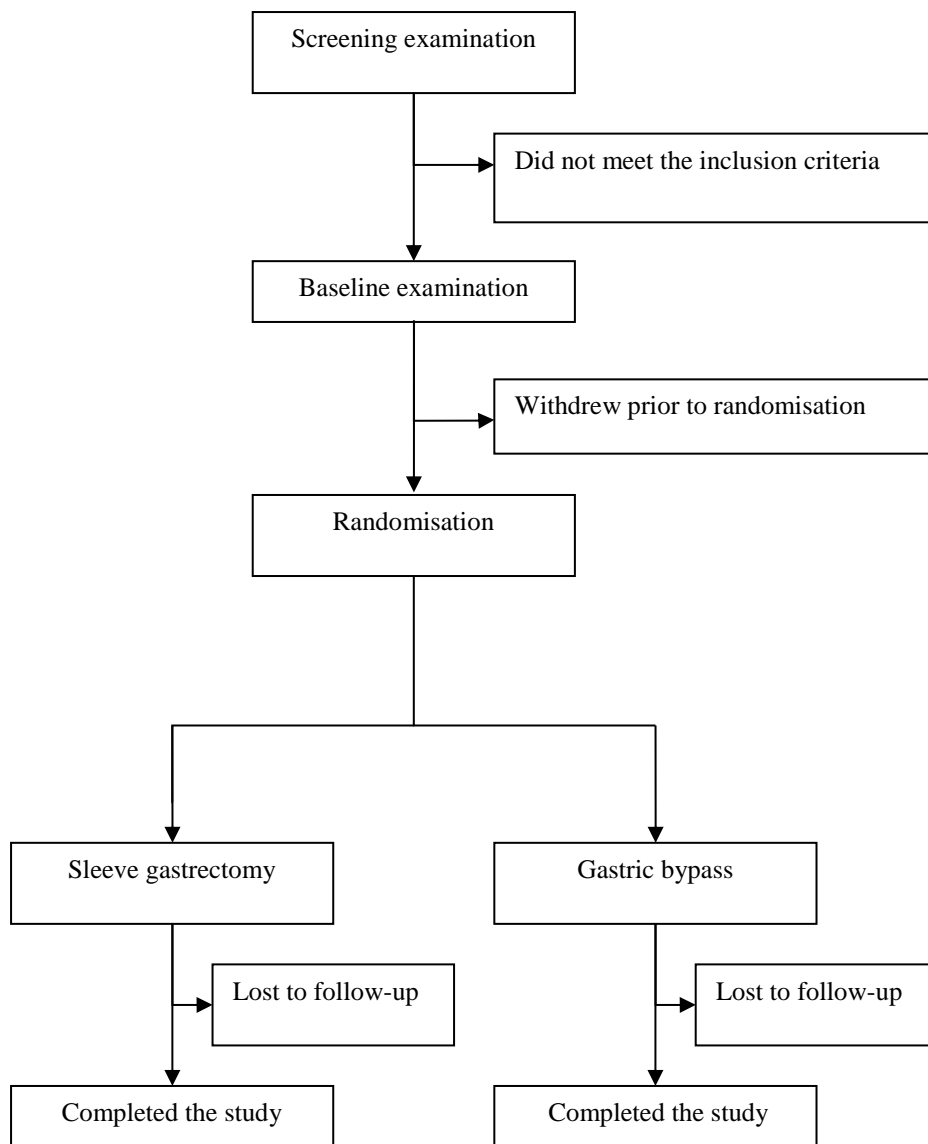 Screening examination
Did not meet the inclusion criteria
Baseline examination
Withdrew prior to randomisation
Randomisation
Sleeve gastrectomy
Gastric bypass
Lost to follow-up
Lost to follow-up
Completed the study
Completed the study